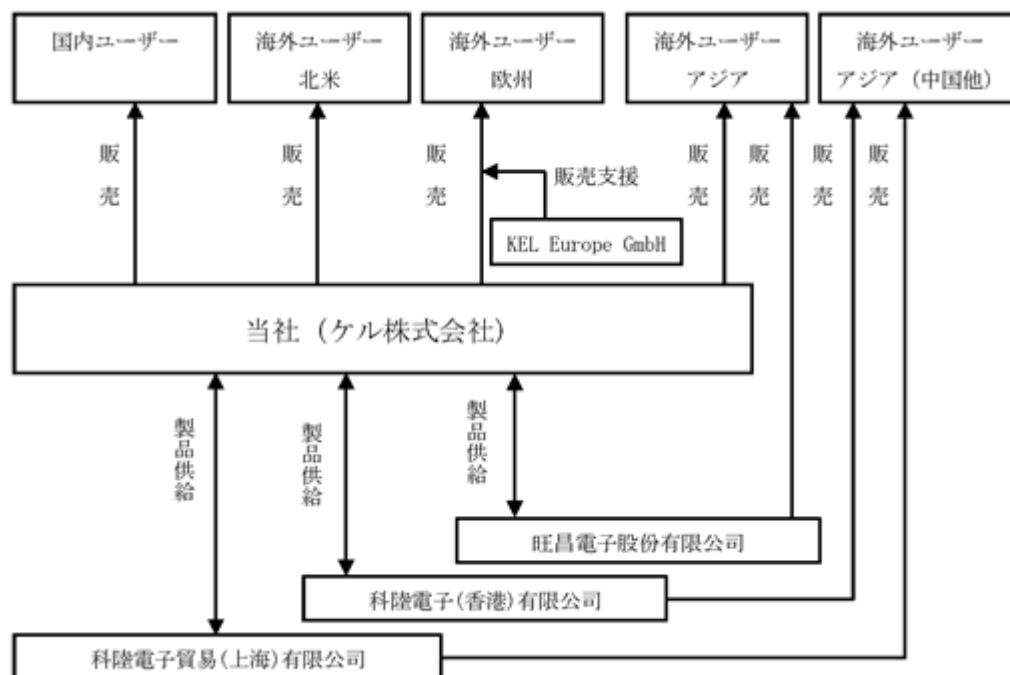 国内ユーザー
海外ユーザー
北米
海外ユーザー
欧州
海外ユーザー
アジア
海外ユーザー
アジア (中国他)
販売
販売
販売
販売支援
販売
販売
販売
販売
KEL Europe GmbH
当社 (ケル株式会社)
製品供給
製品供給
製品供給
旺昌電子股份有限公司
科陸電子(香港)有限公司
科陸電子貿易(上海)有限公司